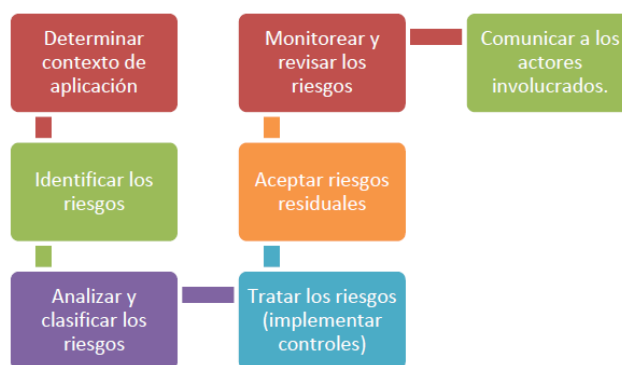 Determinar
contexto de
aplicación
Identificar los
riesgos
Analizar y
clasificar los
riesgos
Tratar los riesgos
(implementar
controles)
Aceptar riesgos
residuales
Monitorear y
revisar los
riesgos
Comunicar a los
actores
involucrados.